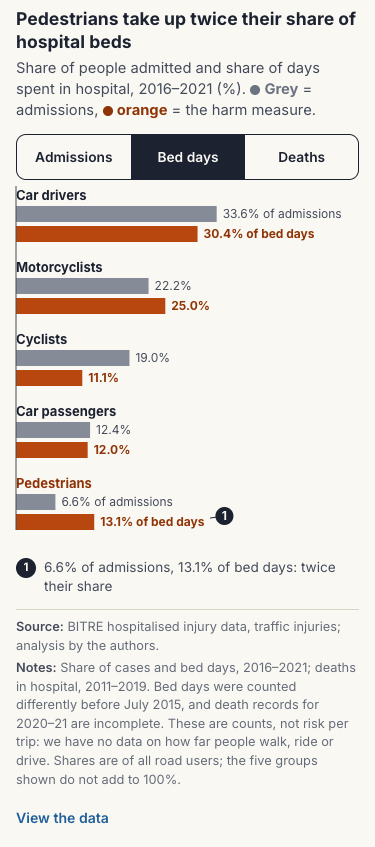 Pedestrians take up twice their share of
hospital beds
Share of people admitted and share of days
spent in hospital, 2016–2021 (%). Grey =
admissions, orange = the harm measure.
Admissions Bed days Deaths
Car drivers
33.6% of admissions
30.4% of bed days
Motorcyclists
22.2%
25.0%
Cyclists
19.0%
11.1%
Car passengers
12.4%
12.0%
Pedestrians
6.6% of admissions
13.1% of bed days 1
1 6.6% of admissions, 13.1% of bed days: twice
their share
Source: BITRE hospitalised injury data, traffic injuries;
analysis by the authors.
Notes: Share of cases and bed days, 2016–2021; deaths
in hospital, 2011–2019. Bed days were counted
differently before July 2015, and death records for
2020–21 are incomplete. These are counts, not risk per
trip: we have no data on how far people walk, ride or
drive. Shares are of all road users; the five groups
shown do not add to 100%.
View the data